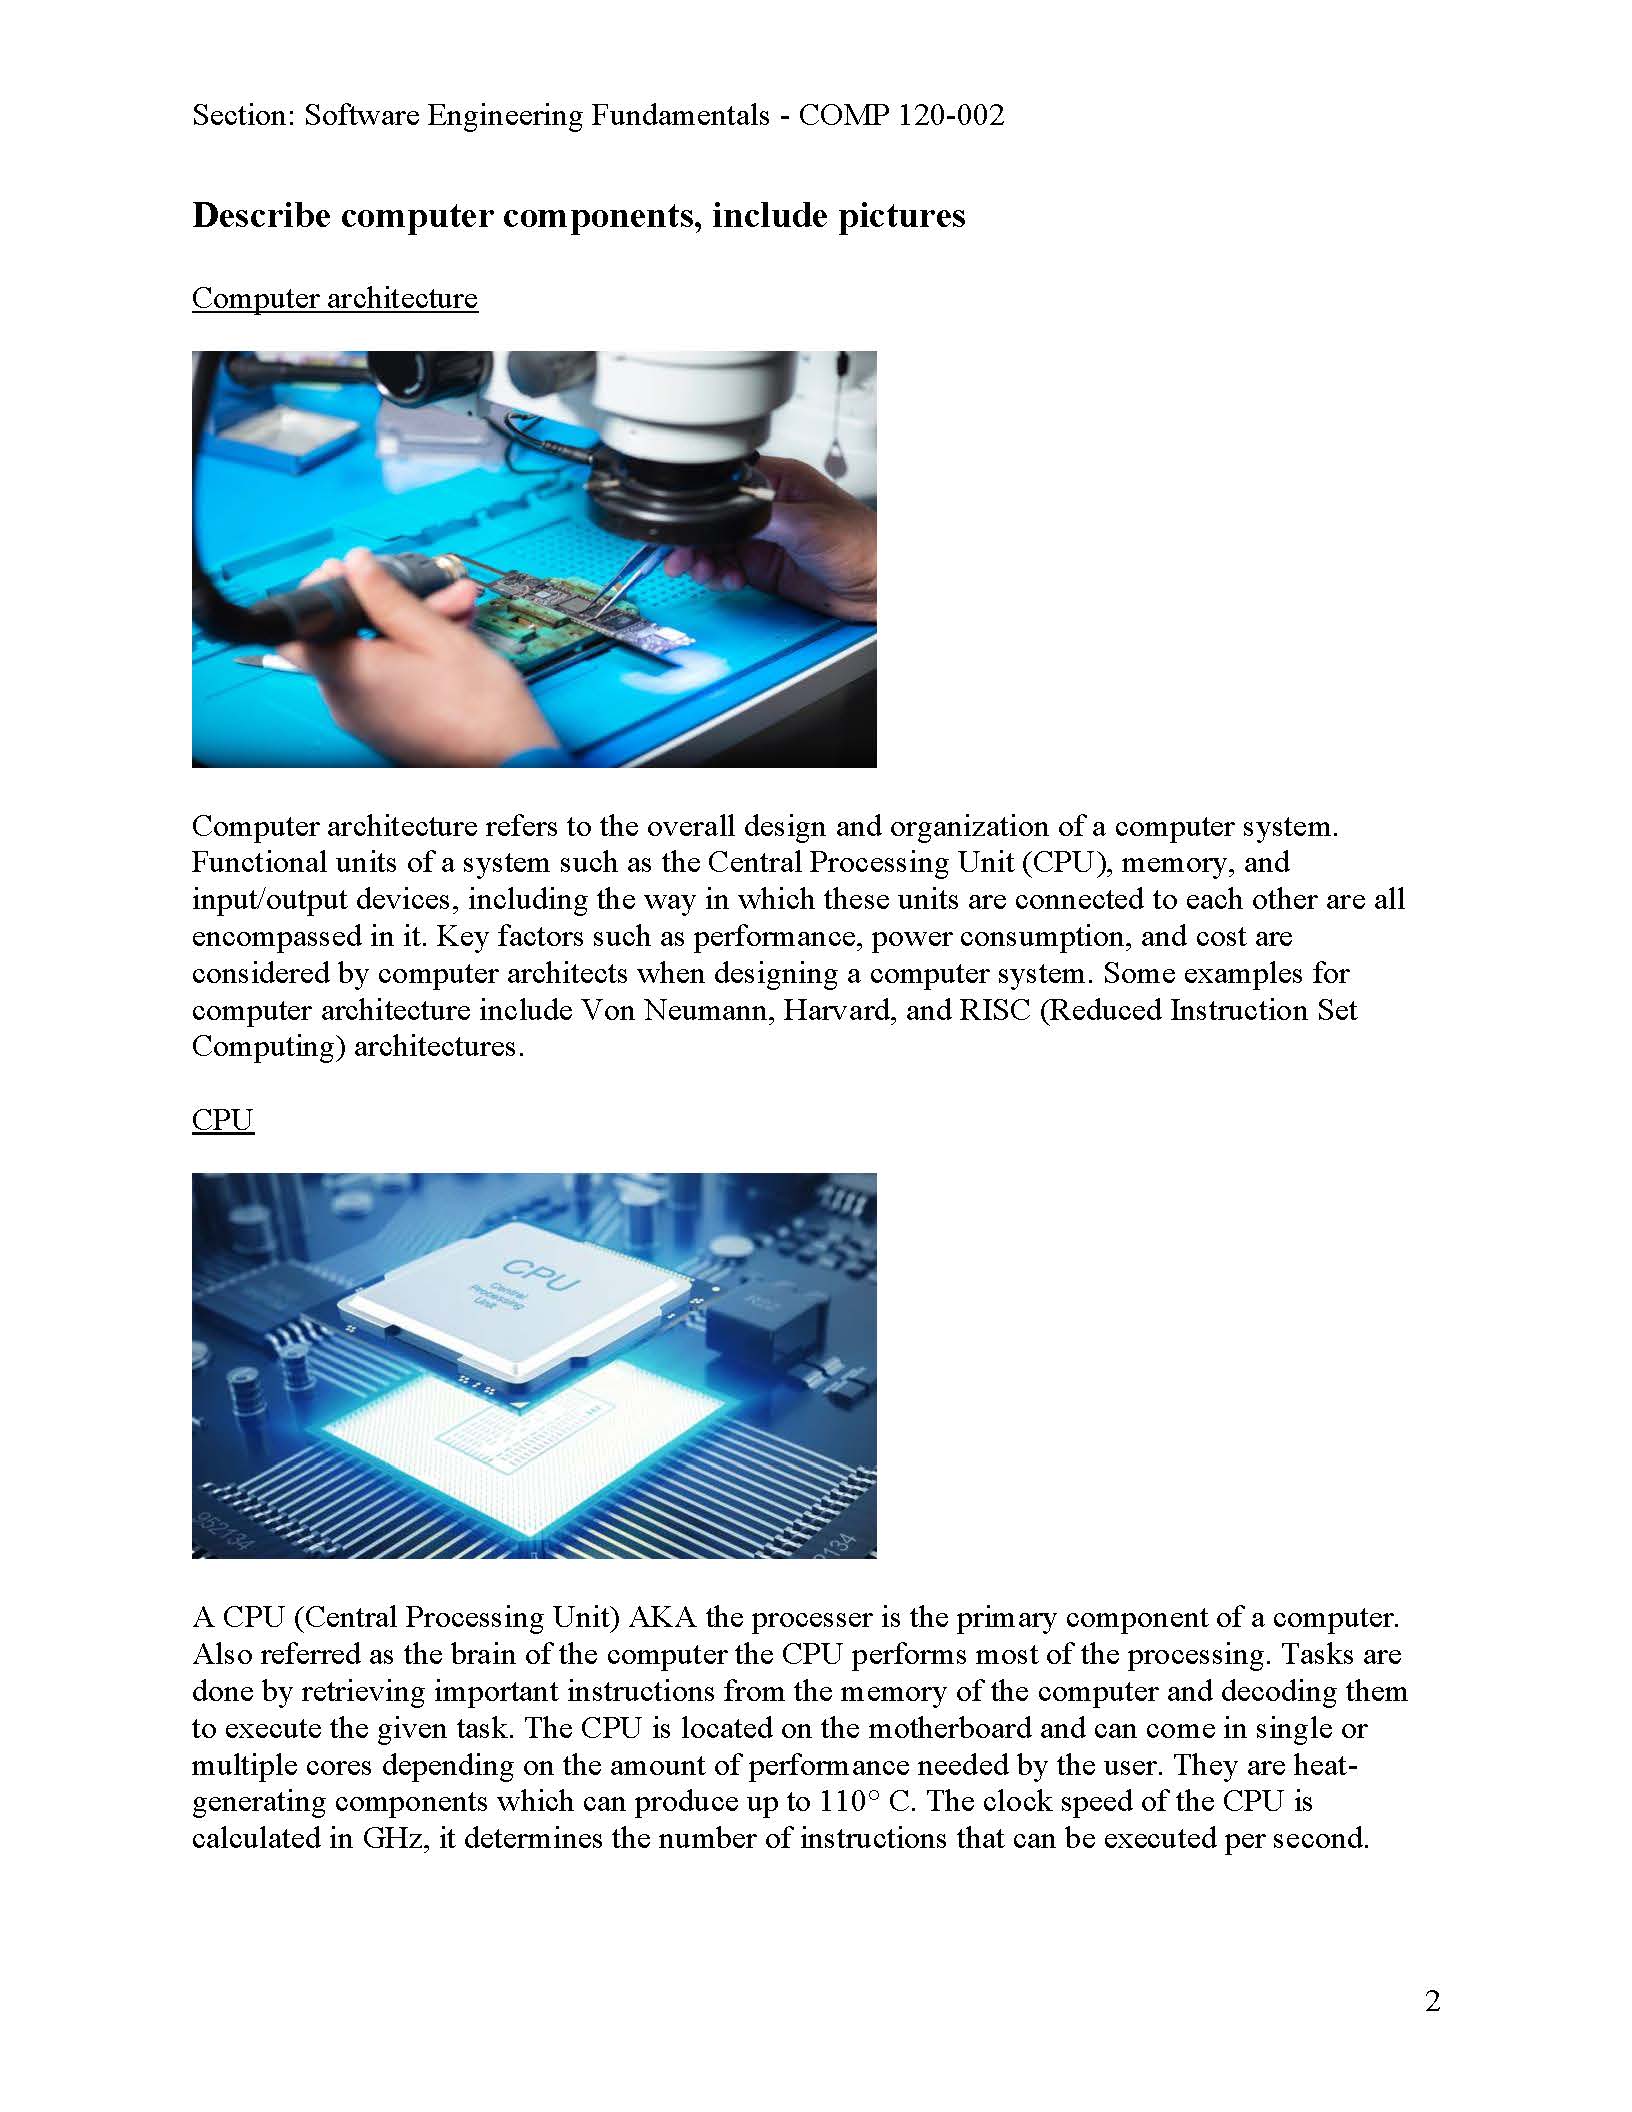 Section: Software Engineering Fundamentals - COMP 120-002
Describe computer components, include pictures
Computer architecture
Computer architecture refers to the overall design and organization of a computer system.
Functional units of a system such as the Central Processing Unit (CPU), memory, and
input/output devices, including the way in which these units are connected to each other are all
encompassed in it. Key factors such as performance, power consumption, and cost are
considered by computer architects when designing a computer system. Some examples for
computer architecture include Von Neumann, Harvard, and RISC (Reduced Instruction Set
Computing) architectures.
CPU
CPU
Central
Processing
Unit
952134
134
A CPU (Central Processing Unit) AKA the processer is the primary component of a computer.
Also referred as the brain of the computer the CPU performs most of the processing. Tasks are
done by retrieving important instructions from the memory of the computer and decoding them
to execute the given task. The CPU is located on the motherboard and can come in single or
multiple cores depending on the amount of performance needed by the user. They are heat-
generating components which can produce up to 110° C. The clock speed of the CPU is
calculated in GHz, it determines the number of instructions that can be executed per second.
2